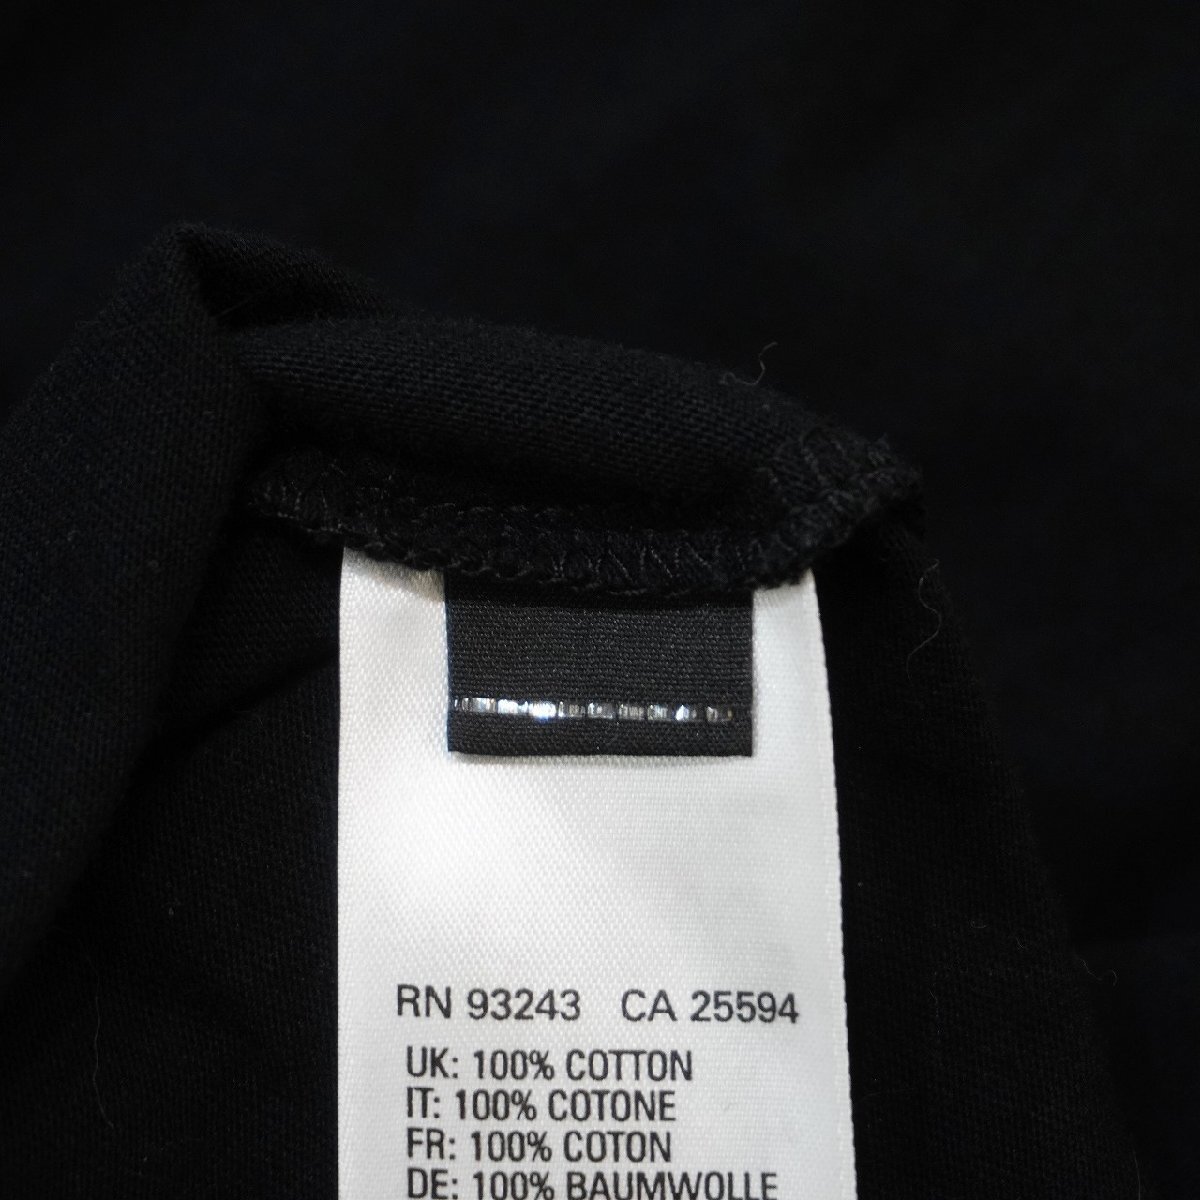 RN 93243 CA 25594
UK: 100% COTTON
IT: 100% COTONE
FR: 100% COTON
DE: 100% BAUMWOLLE